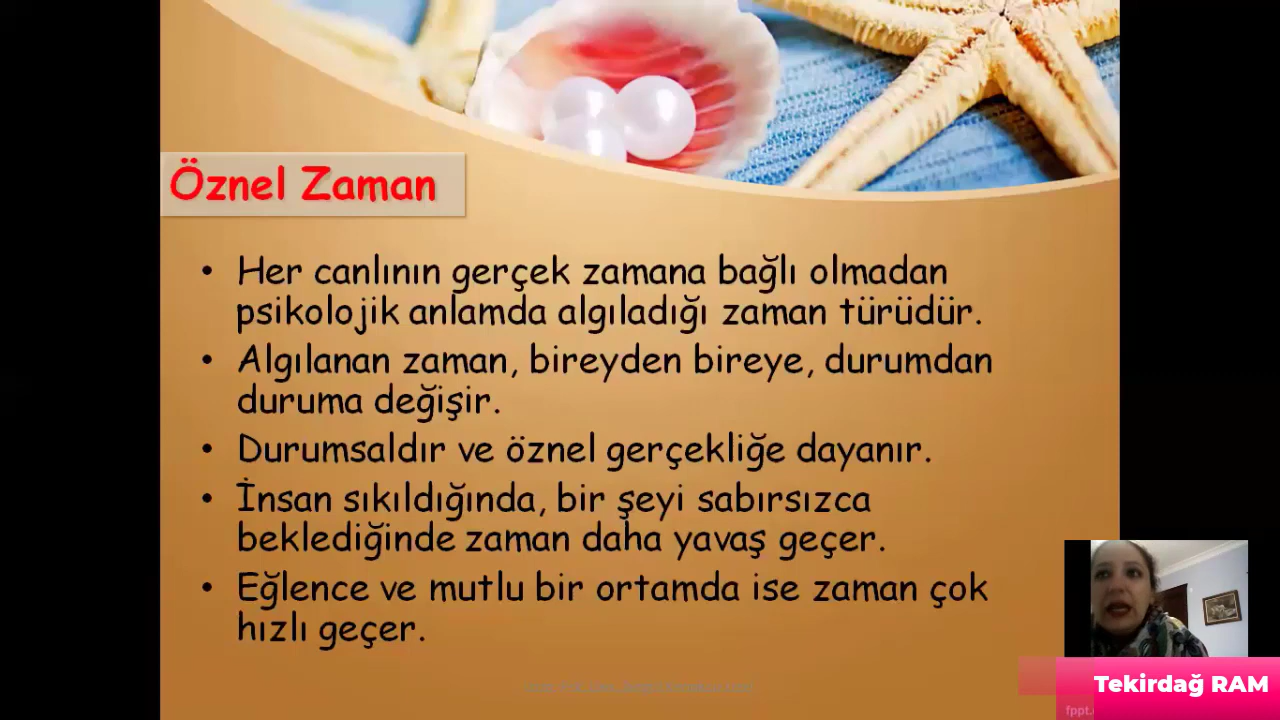 Öznel Zaman
• Her canlının gerçek zamana bağlı olmadan
psikolojik anlamda algıladığı zaman türüdür.
• Algılanan zaman, bireyden bireye, durumdan
duruma değişir.
• Durumsaldır ve öznel gerçekliğe dayanır.
• İnsan sıkıldığında, bir şeyi sabırsızca
beklediğinde zaman daha yavaş geçer.
• Eğlence ve mutlu bir ortamda ise zaman çok
hızlı geçer.
Tekirdağ RAM